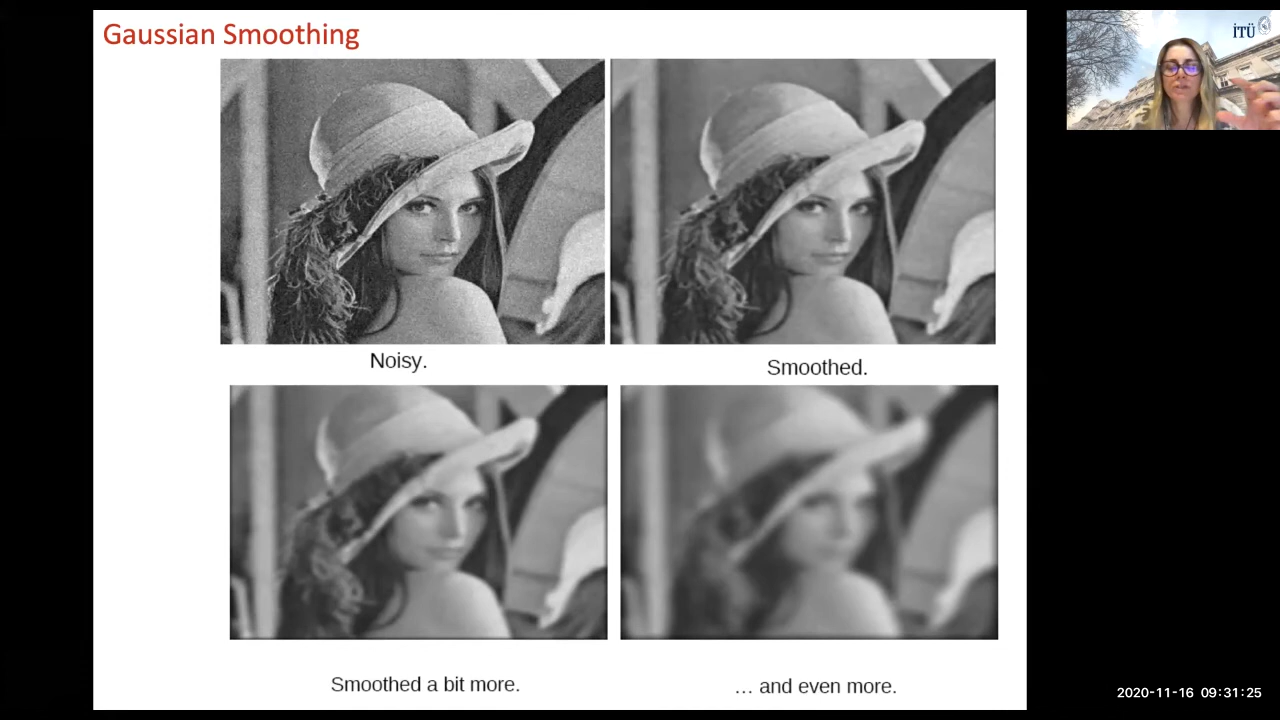 Gaussian Smoothing
İTÜ
Noisy.
Smoothed.
Smoothed a bit more.
... and even more.
2020-11-16 09:31:25